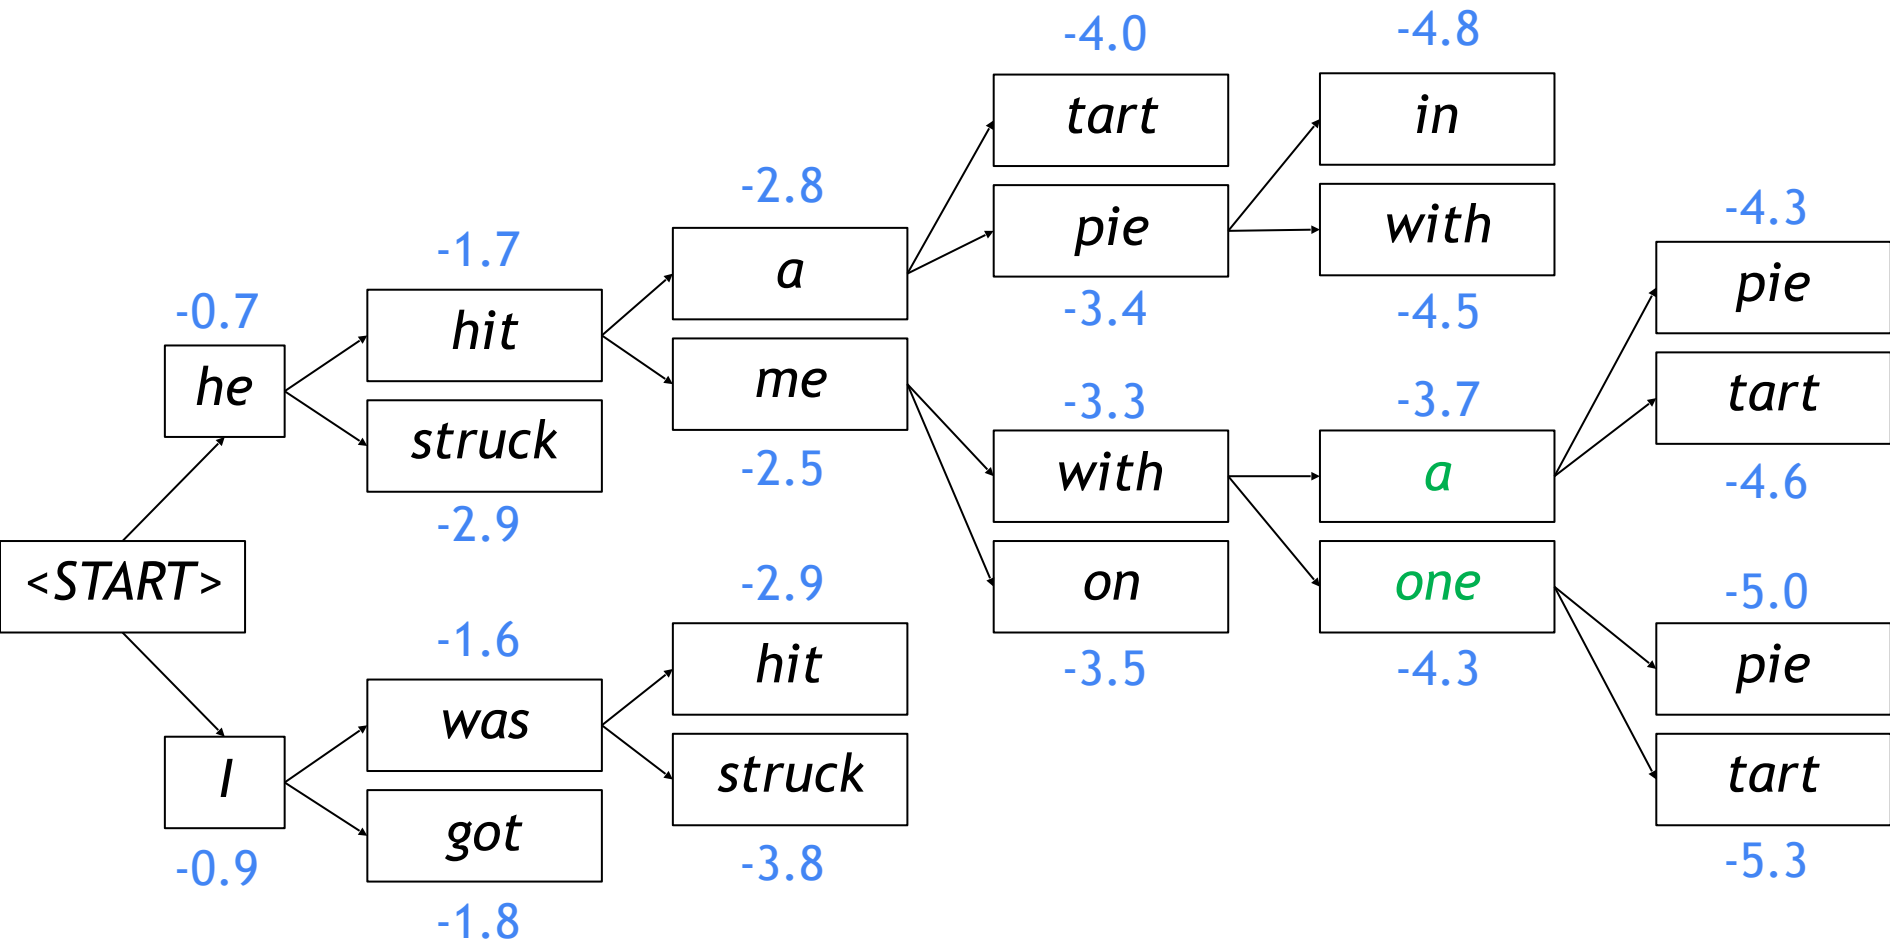 -4.0
-4.8
tart
in
-2.8
pie
with
-4.3
-1.7
a
-3.4
-4.5
pie
-0.7
hit
me
-3.3
-3.7
tart
he
struck
-2.5
with
a
-4.6
-2.9
<START>
-2.9
on
one
-5.0
-1.6
hit
-3.5
-4.3
pie
I
was
struck
tart
-0.9
got
-3.8
-5.3
-1.8